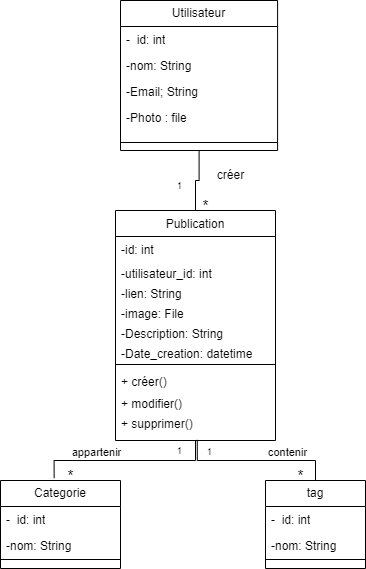 Utilisateur
-  id: int
-nom: String
-Email; String
-Photo : file
créer
1
*
Publication
-id: int
-utilisateur_id: int
-lien: String
-image: File
-Description: String
-Date_creation: datetime
+ créer()
+ modifier()
+ supprimer()
appartenir 1 1 contenir
* *
Categorie tag
-  id: int -  id: int
-nom: String -nom: String